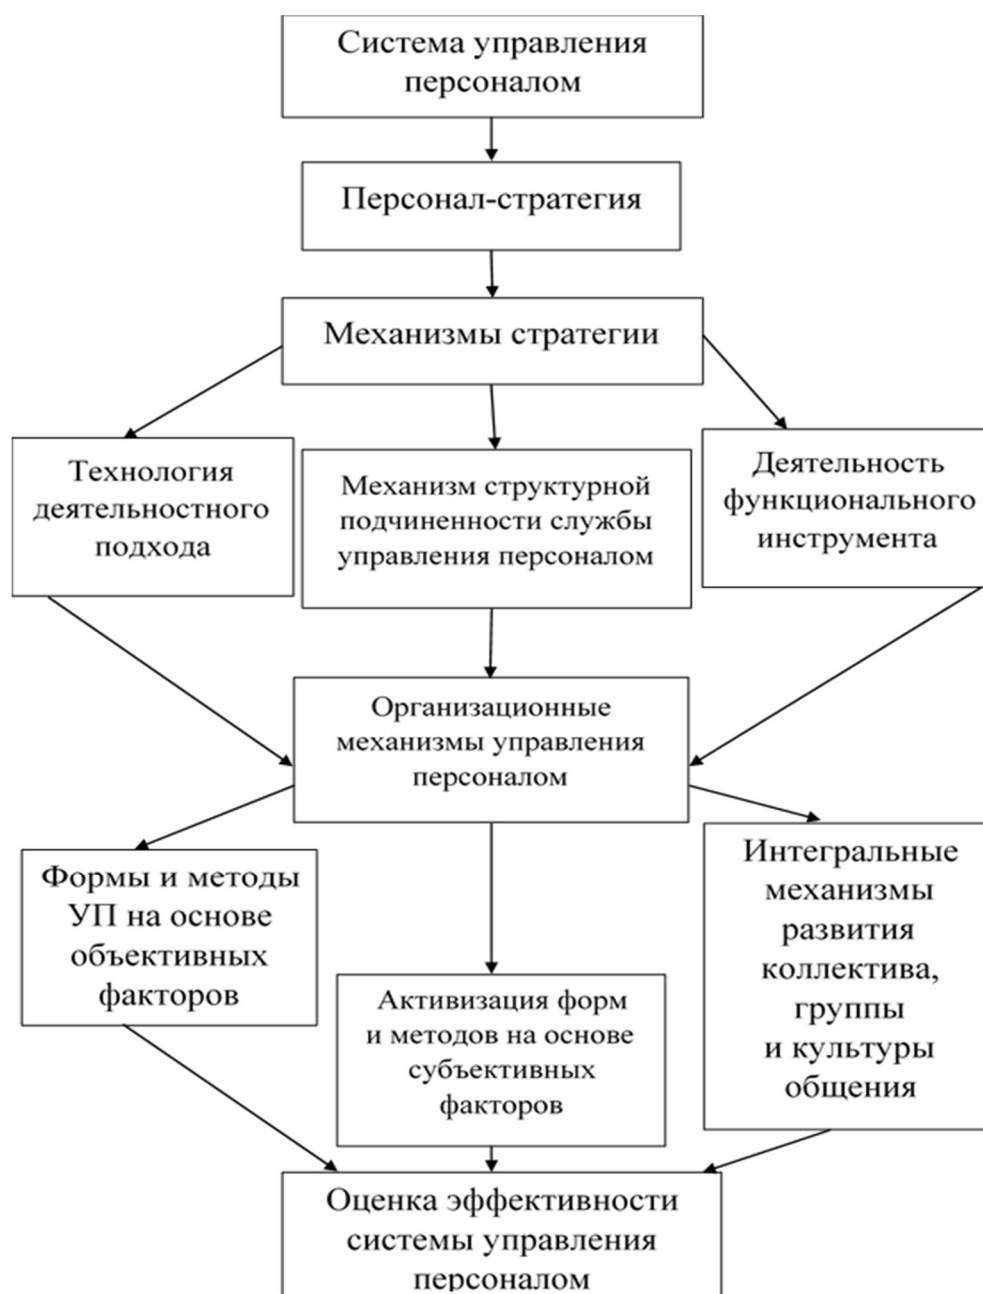 Система управления
персоналом
Персонал-стратегия
Механизмы стратегии
Технология
деятельностного
подхода
Механизм структурной
подчиненности службы
управления персоналом
Деятельность
функционального
инструмента
Организационные
механизмы управления
персоналом
Формы и методы
УП на основе
объективных
факторов
Активизация форм
и методов на основе
субъективных
факторов
Интегральные
механизмы
развития
коллектива,
группы
и культуры
общения
Оценка эффективности
системы управления
персоналом